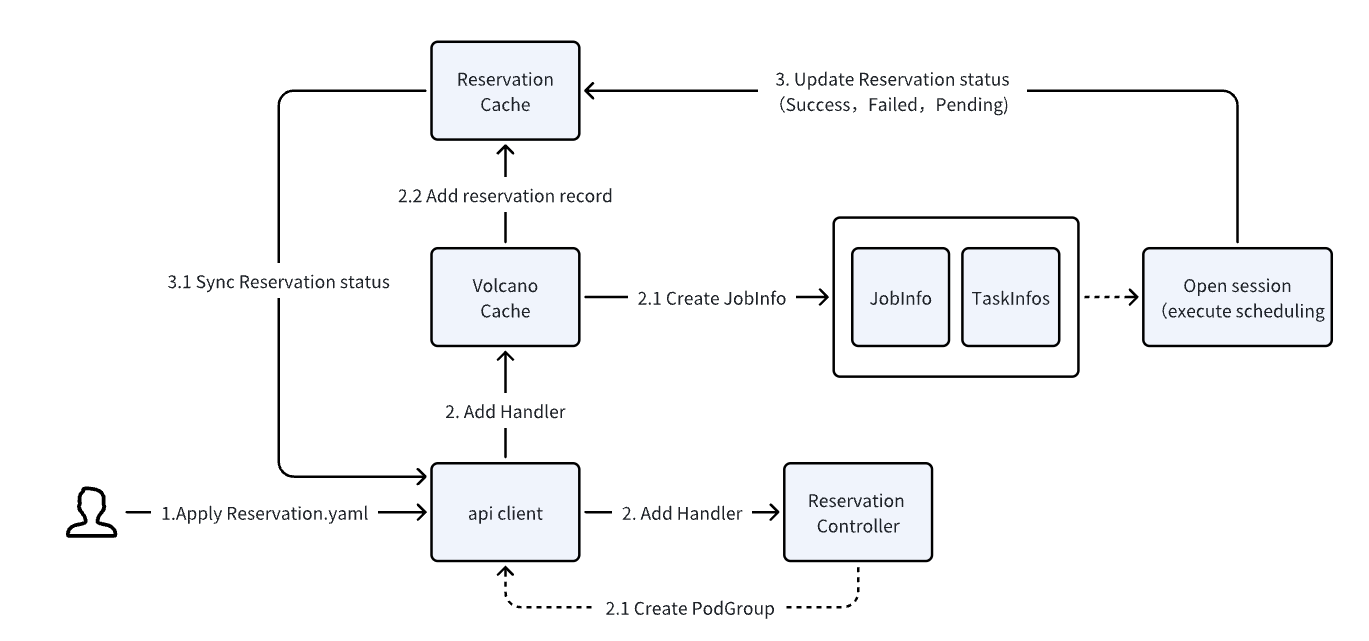 Reservation
Cache
3. Update Reservation status
（Success，Failed，Pending)
2.2 Add reservation record
3.1 Sync Reservation status
Volcano
Cache
2.1 Create JobInfo
JobInfo
TaskInfos
Open session
（execute scheduling
2. Add Handler
1.Apply Reservation.yaml
api client
2. Add Handler
Reservation
Controller
2.1 Create PodGroup